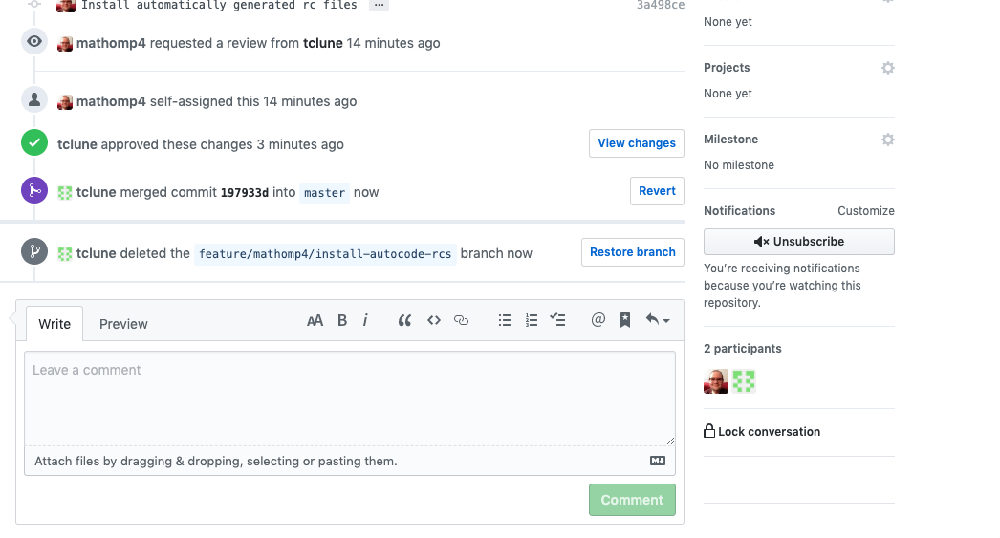 Install automatically generated rc files ...
3a498ce
mathomp4 requested a review from tclune 14 minutes ago
mathomp4 self-assigned this 14 minutes ago
tclune approved these changes 3 minutes ago
View changes
tclune merged commit 197933d into master now
Revert
tclune deleted the feature/mathomp4/install-autocode-rcs branch now
Restore branch
Write
Preview
AA B i
@
Leave a comment
Attach files by dragging & dropping, selecting or pasting them.
M↓
Comment
None yet
Projects
None yet
Milestone
No milestone
Notifications
Customize
Unsubscribe
You’re receiving notifications
because you’re watching this
repository.
2 participants
Lock conversation